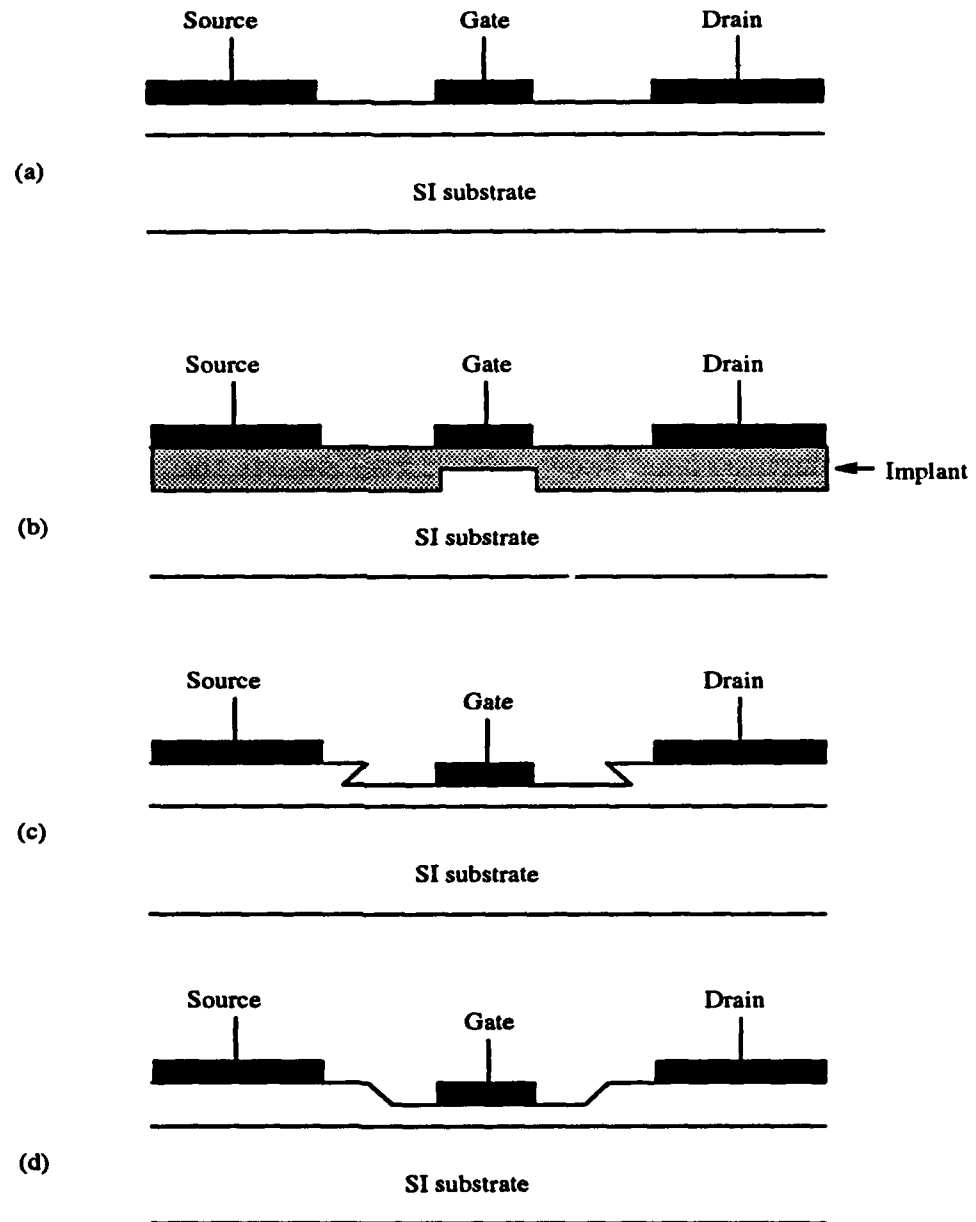 Source Gate Drain
(a)
SI substrate
Source Gate Drain
Implant
(b)
SI substrate
Source Drain
Gate
(c)
SI substrate
Source Drain
Gate
(d)
SI substrate